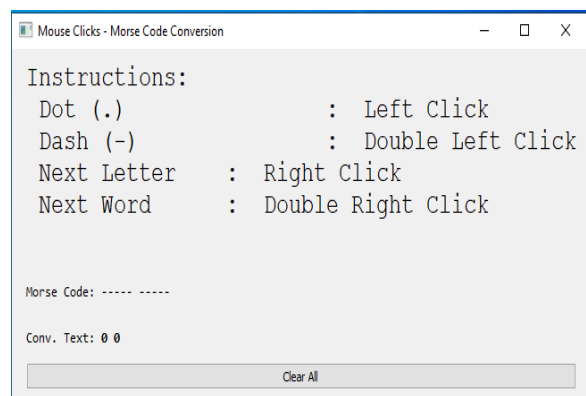 Mouse Clicks - Morse Code Conversion
Instructions:
Dot (.) : Left Click
Dash (-) : Double Left Click
Next Letter : Right Click
Next Word : Double Right Click
Morse Code: ----- -----
Conv. Text: 0 0
Clear All